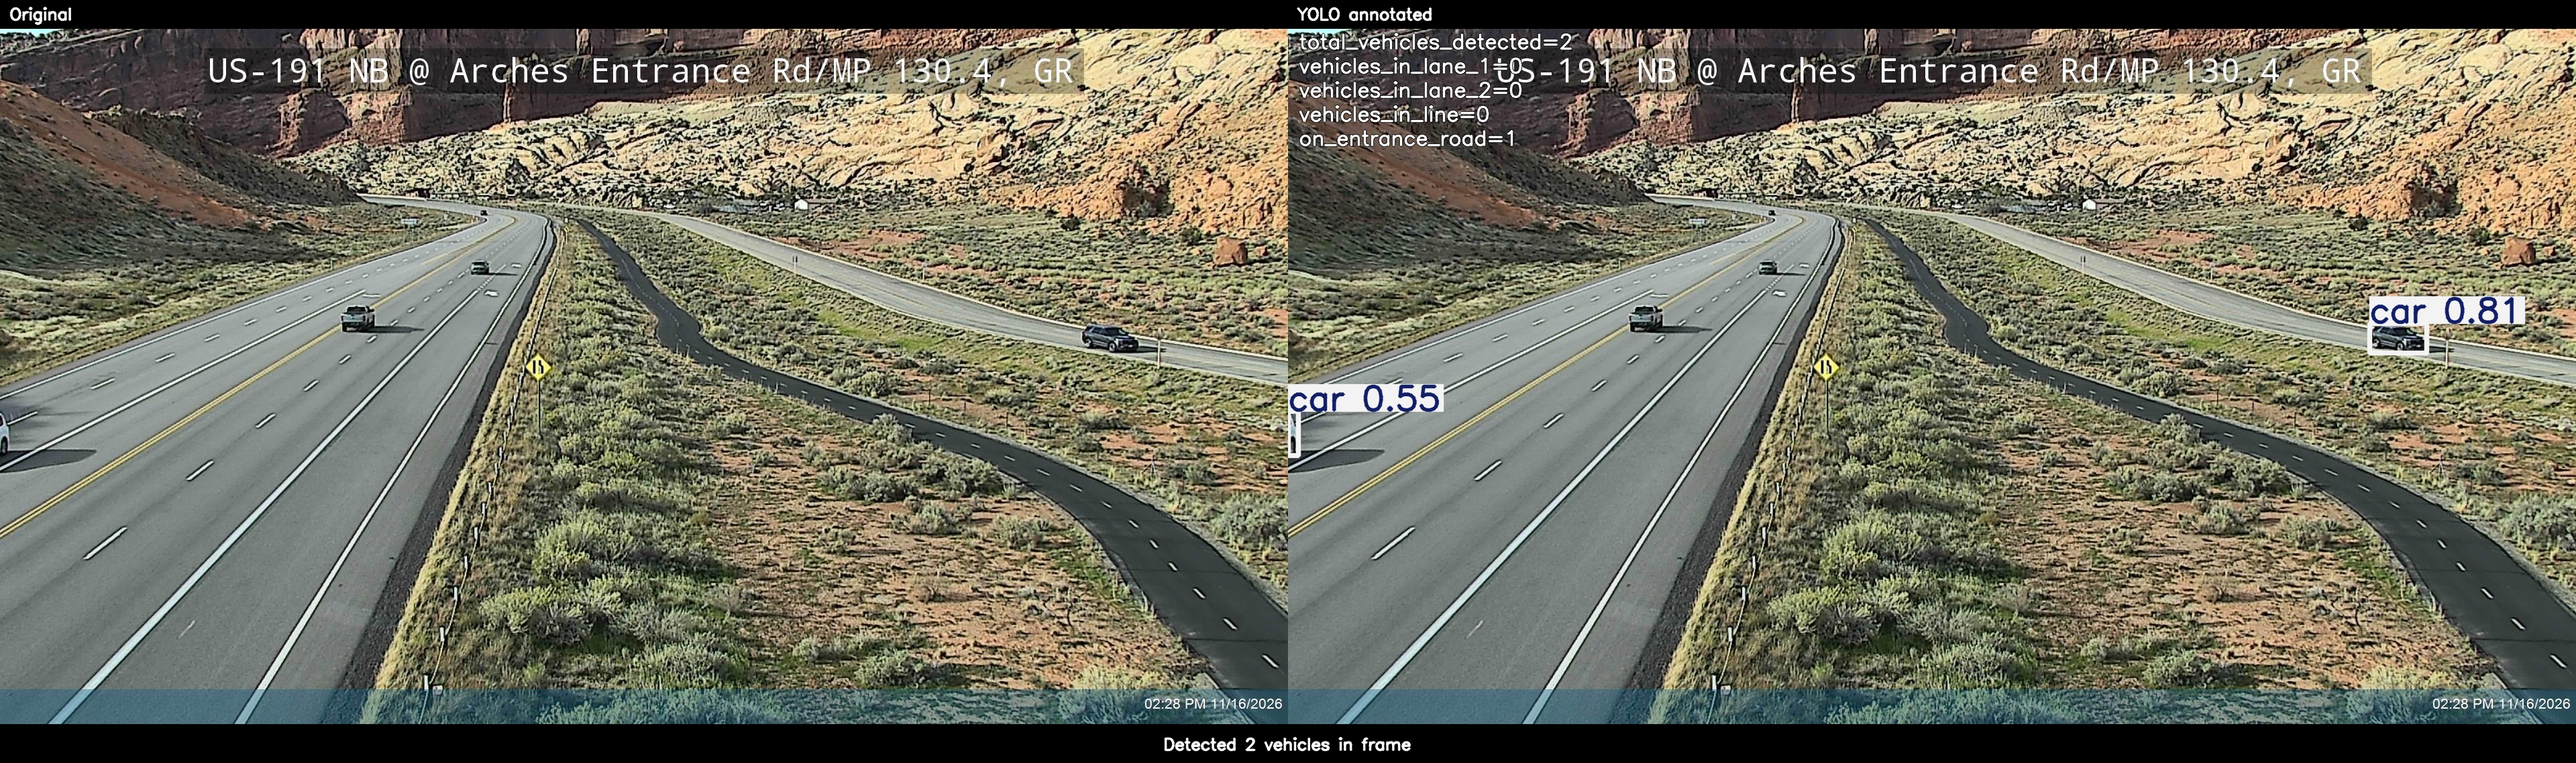 Original
US-191 NB @ Arches Entrance Rd/MP 130.4, GR
02:28 PM 11/16/2026
YOLO annotated
total_vehicles_detected=2
vehicles_in_lane_1=0
US-191 NB @ Arches Entrance Rd/MP 130.4, GR
vehicles_in_lane_2=0
vehicles_in_line=0
on_entrance_road=1
car 0.81
car 0.55
02:28 PM 11/16/2026
Detected 2 vehicles in frame